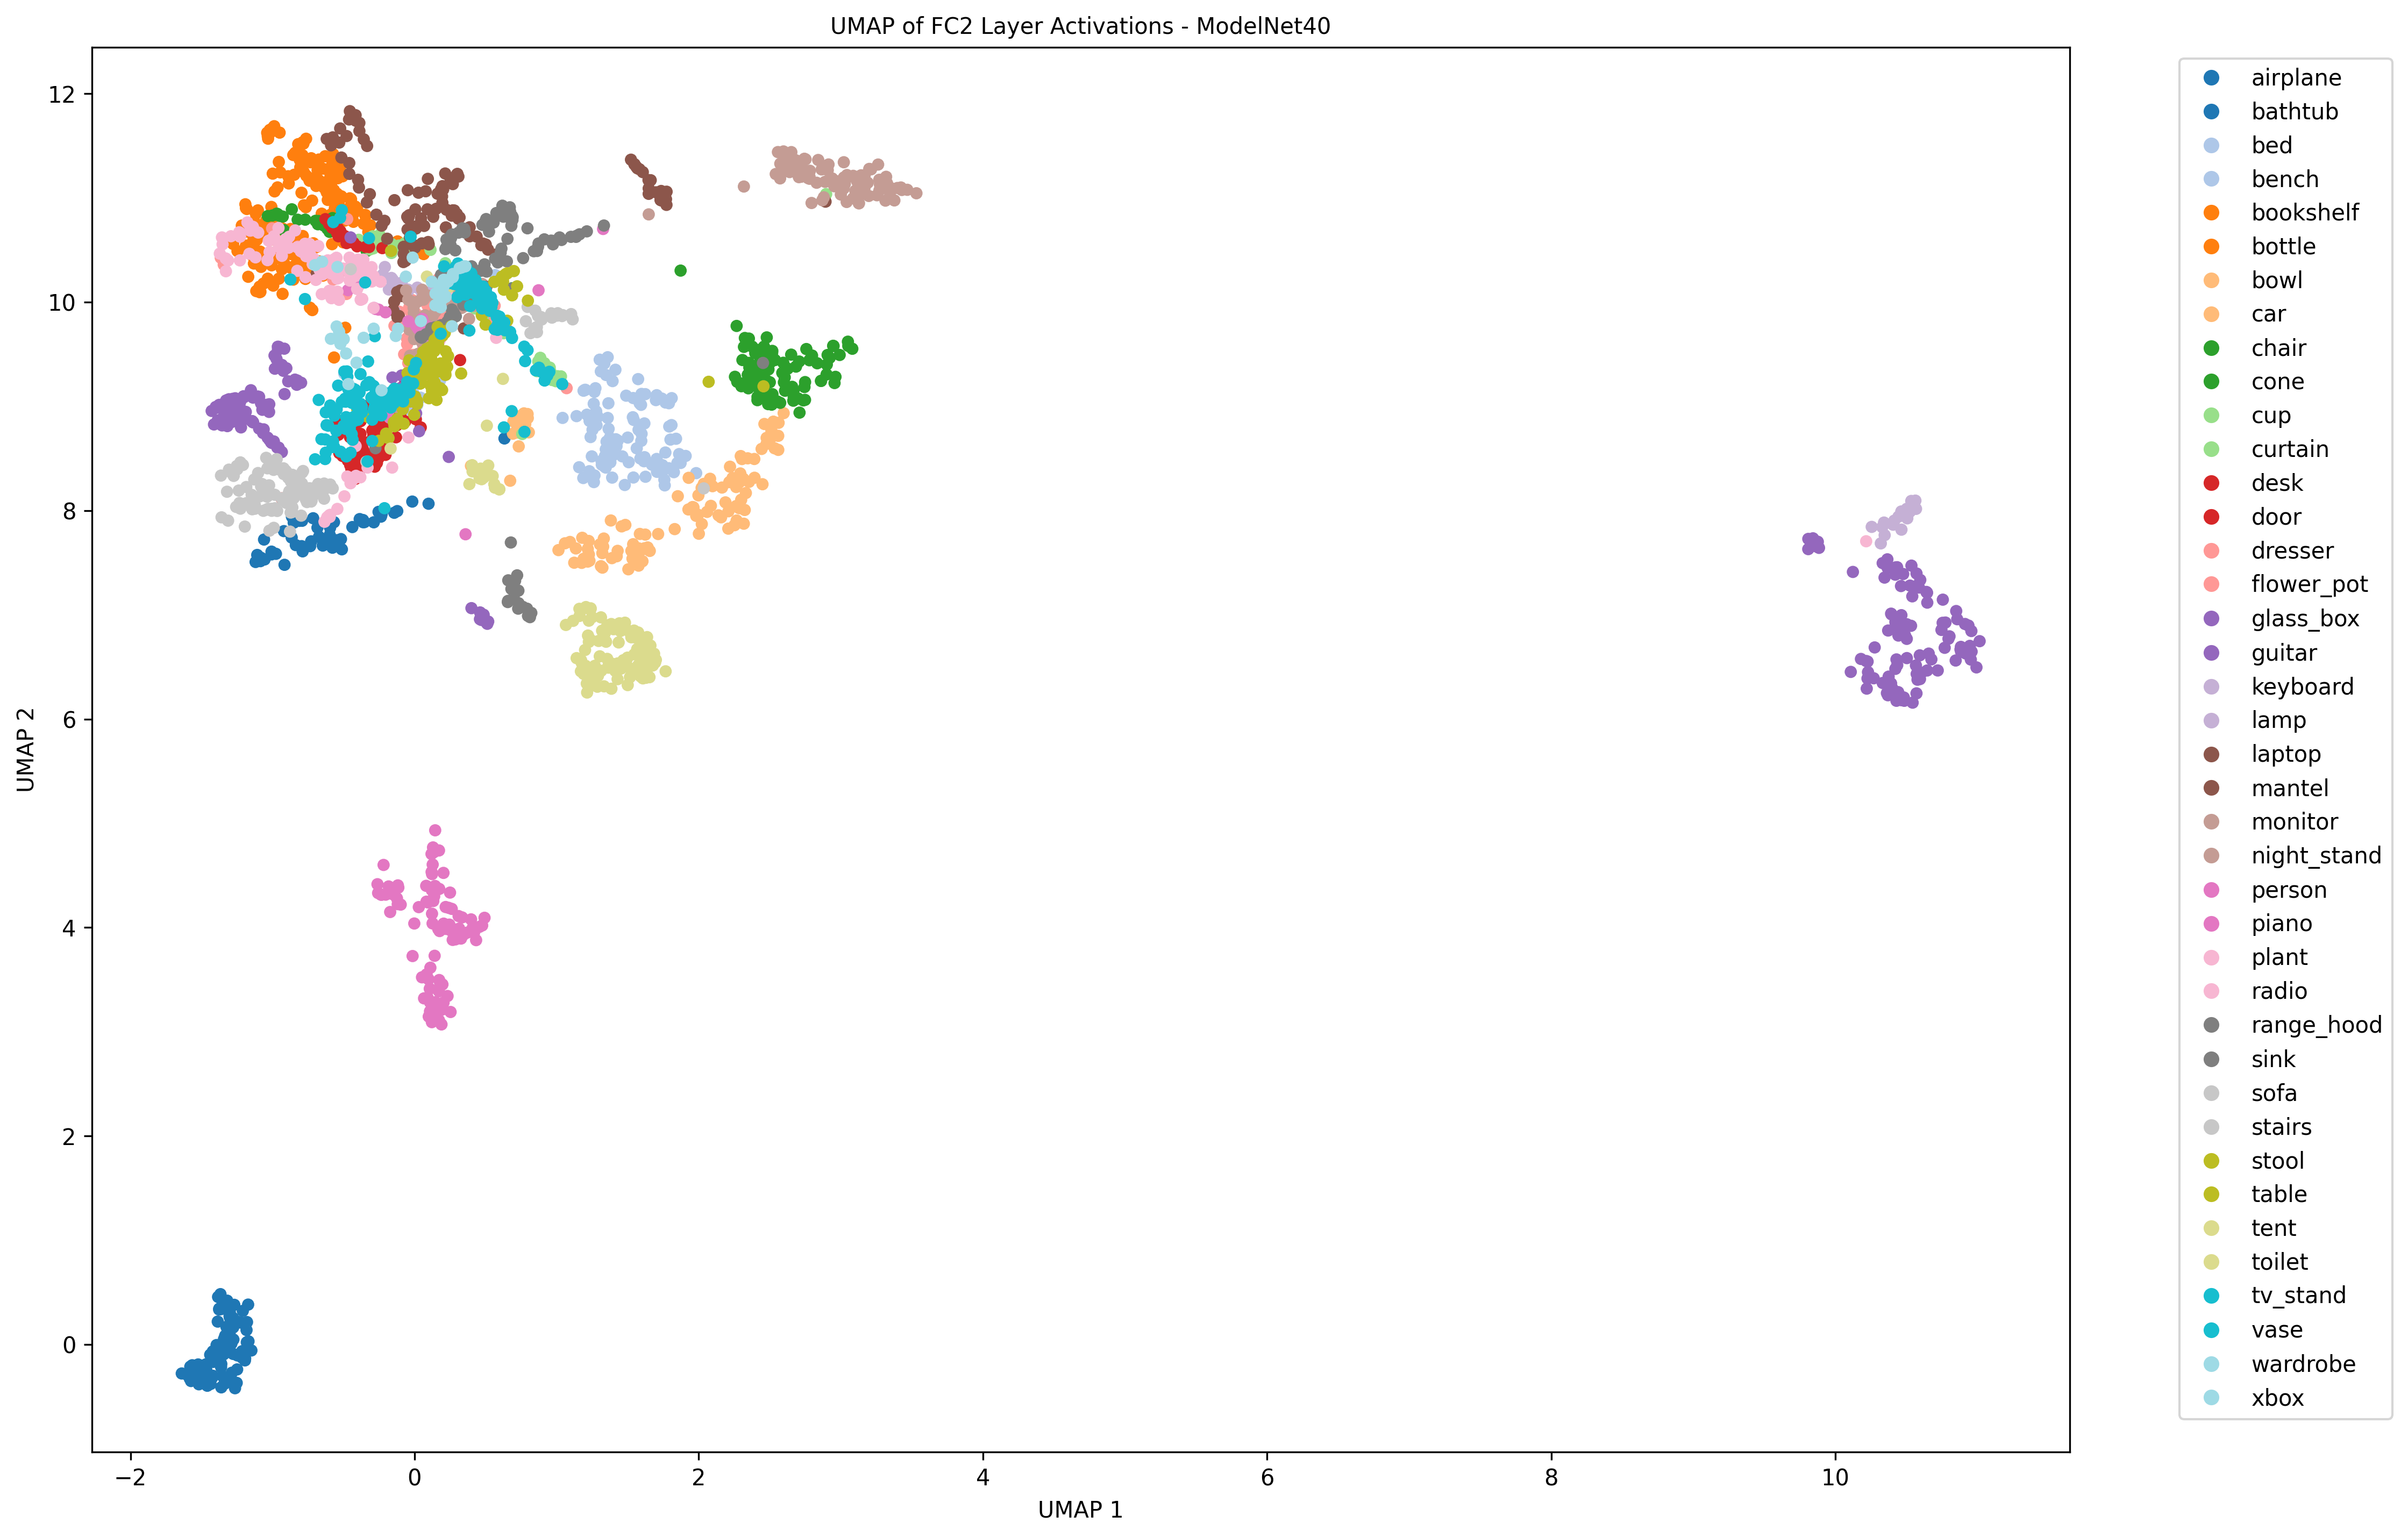 UMAP of FC2 Layer Activations - ModelNet40
12
10
8
6
4
2
0
UMAP 2
−2
0
2
4
6
8
10
UMAP 1
airplane
bathtub
bed
bench
bookshelf
bottle
bowl
car
chair
cone
cup
curtain
desk
door
dresser
flower_pot
glass_box
guitar
keyboard
lamp
laptop
mantel
monitor
night_stand
person
piano
plant
radio
range_hood
sink
sofa
stairs
stool
table
tent
toilet
tv_stand
vase
wardrobe
xbox